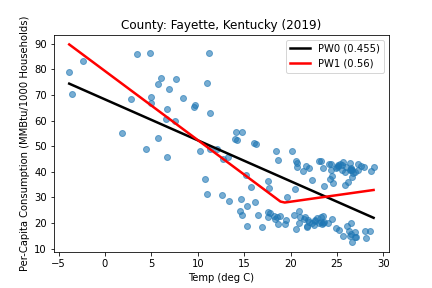 County: Fayette, Kentucky (2019)
PW0 (0.455)
PW1 (0.56)
Per-Capita Consumption (MMBtu/1000 Households)
90
80
70
60
50
40
30
20
10
-5 0 5 10 15 20 25 30
Temp (deg C)